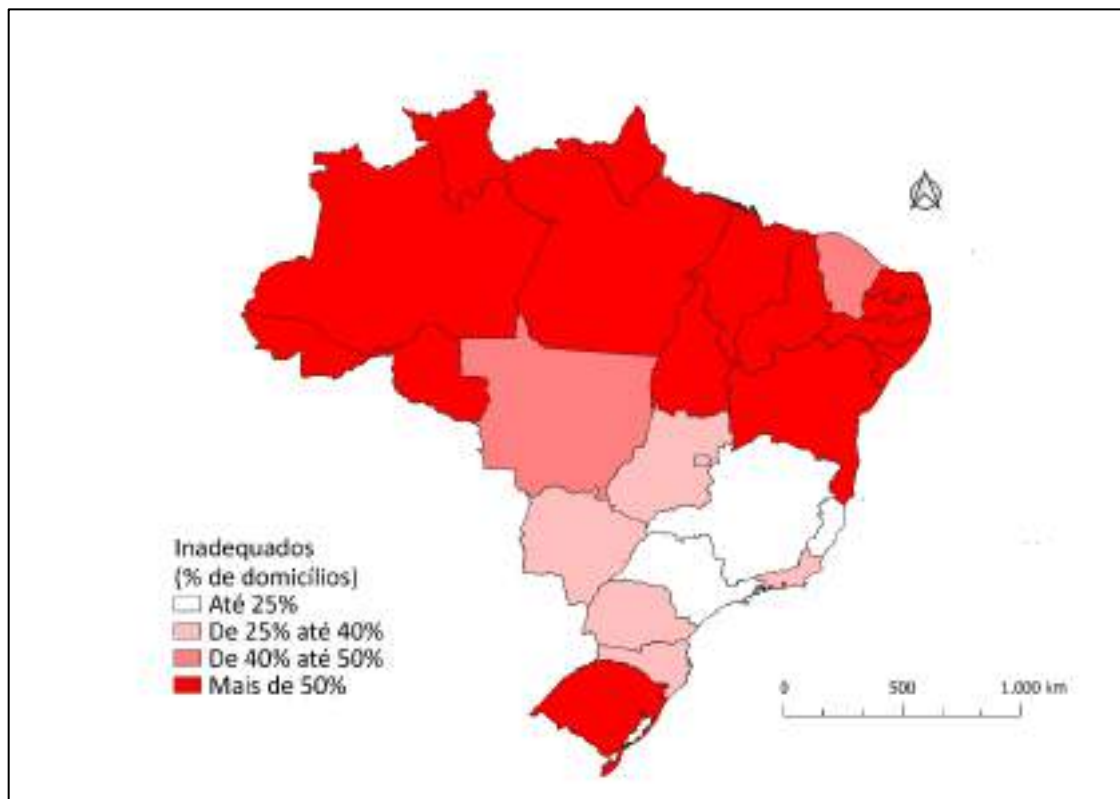 Inadequados
(% de domicílios)
Até 25%
De 25% até 40%
De 40% até 50%
Mais de 50%
0 500 1.000 km